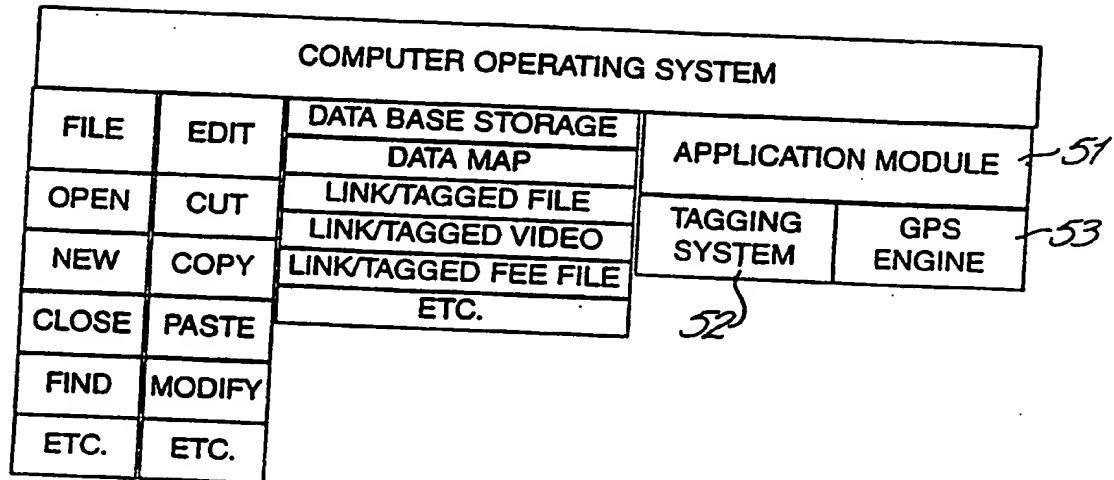 COMPUTER OPERATING SYSTEM
FILE
OPEN
NEW
CLOSE
FIND
ETC.
EDIT
CUT
COPY
PASTE
MODIFY
ETC.
DATA BASE STORAGE
DATA MAP
LINK/TAGGED FILE
LINK/TAGGED VIDEO
LINK/TAGGED FEE FILE
ETC.
APPLICATION MODULE
51
TAGGING
SYSTEM
52
GPS
ENGINE
53